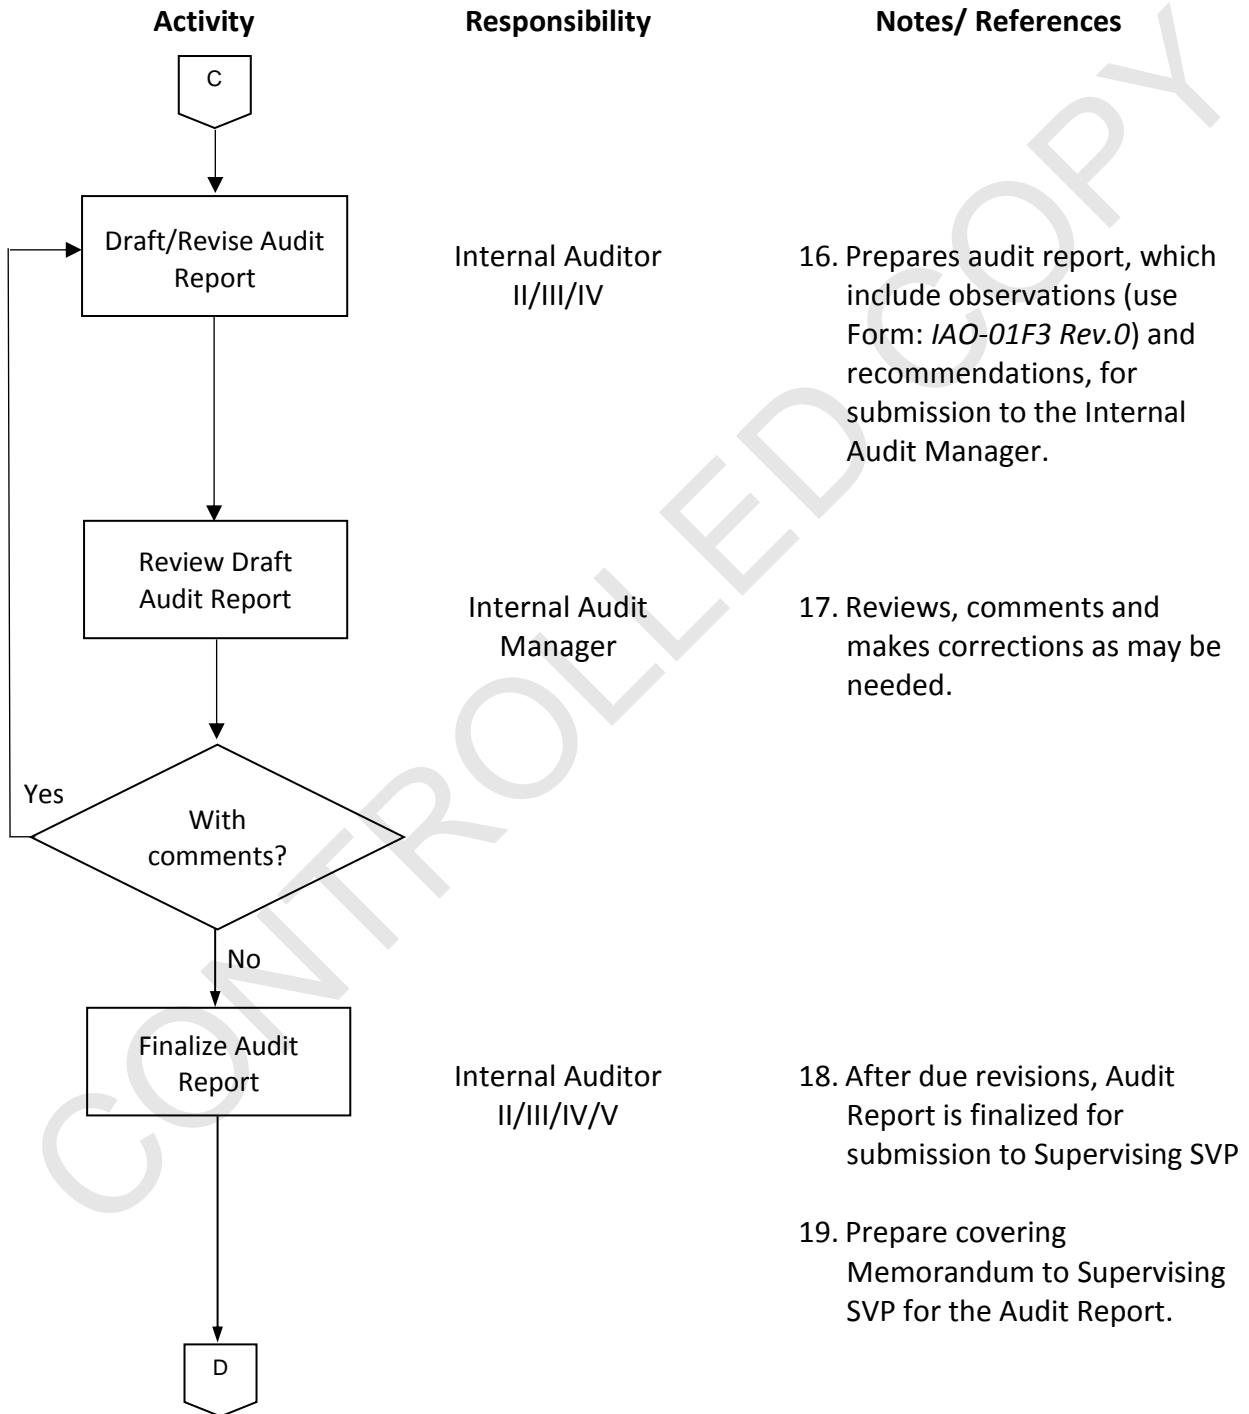 Activity Responsibility Notes/ References
C
Draft/Revise Audit
Report
Internal Auditor
II/III/IV
16. Prepares audit report, which
include observations (use
Form: IAO-01F3 Rev.0) and
recommendations, for
submission to the Internal
Audit Manager.
Review Draft
Audit Report
Internal Audit
Manager
17. Reviews, comments and
makes corrections as may be
needed.
Yes
With
comments?
No
Finalize Audit
Report
Internal Auditor
II/III/IV/V
18. After due revisions, Audit
Report is finalized for
submission to Supervising SVP
19. Prepare covering
Memorandum to Supervising
SVP for the Audit Report.
D
CONTROLLED COPY